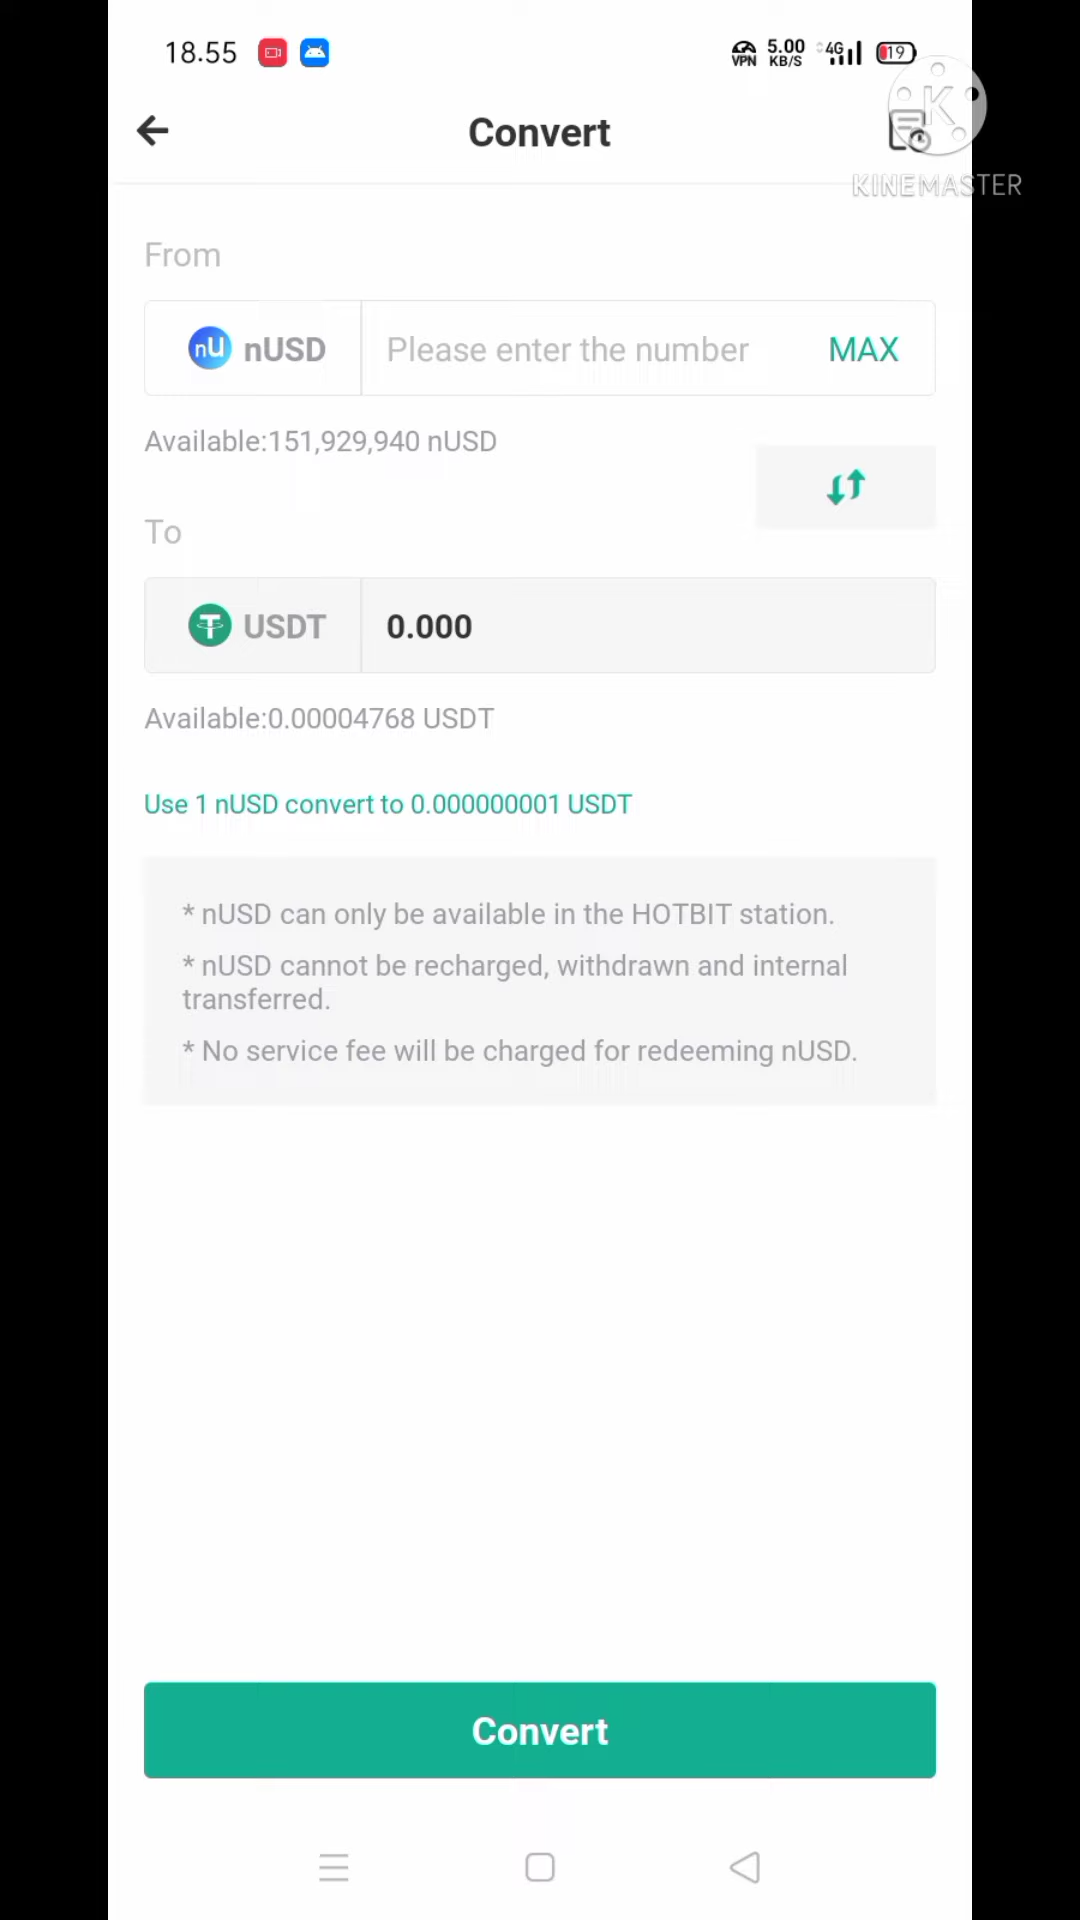 18.55
VPN 5.00 KB/S 4G 19
Convert
K
KINEMASTER
From
nU nUSD Please enter the number MAX
Available:151,929,940 nUSD
To
USDT 0.000
Available:0.00004768 USDT
Use 1 nUSD convert to 0.000000001 USDT
* nUSD can only be available in the HOTBIT station.
* nUSD cannot be recharged, withdrawn and internal
transferred.
* No service fee will be charged for redeeming nUSD.
Convert